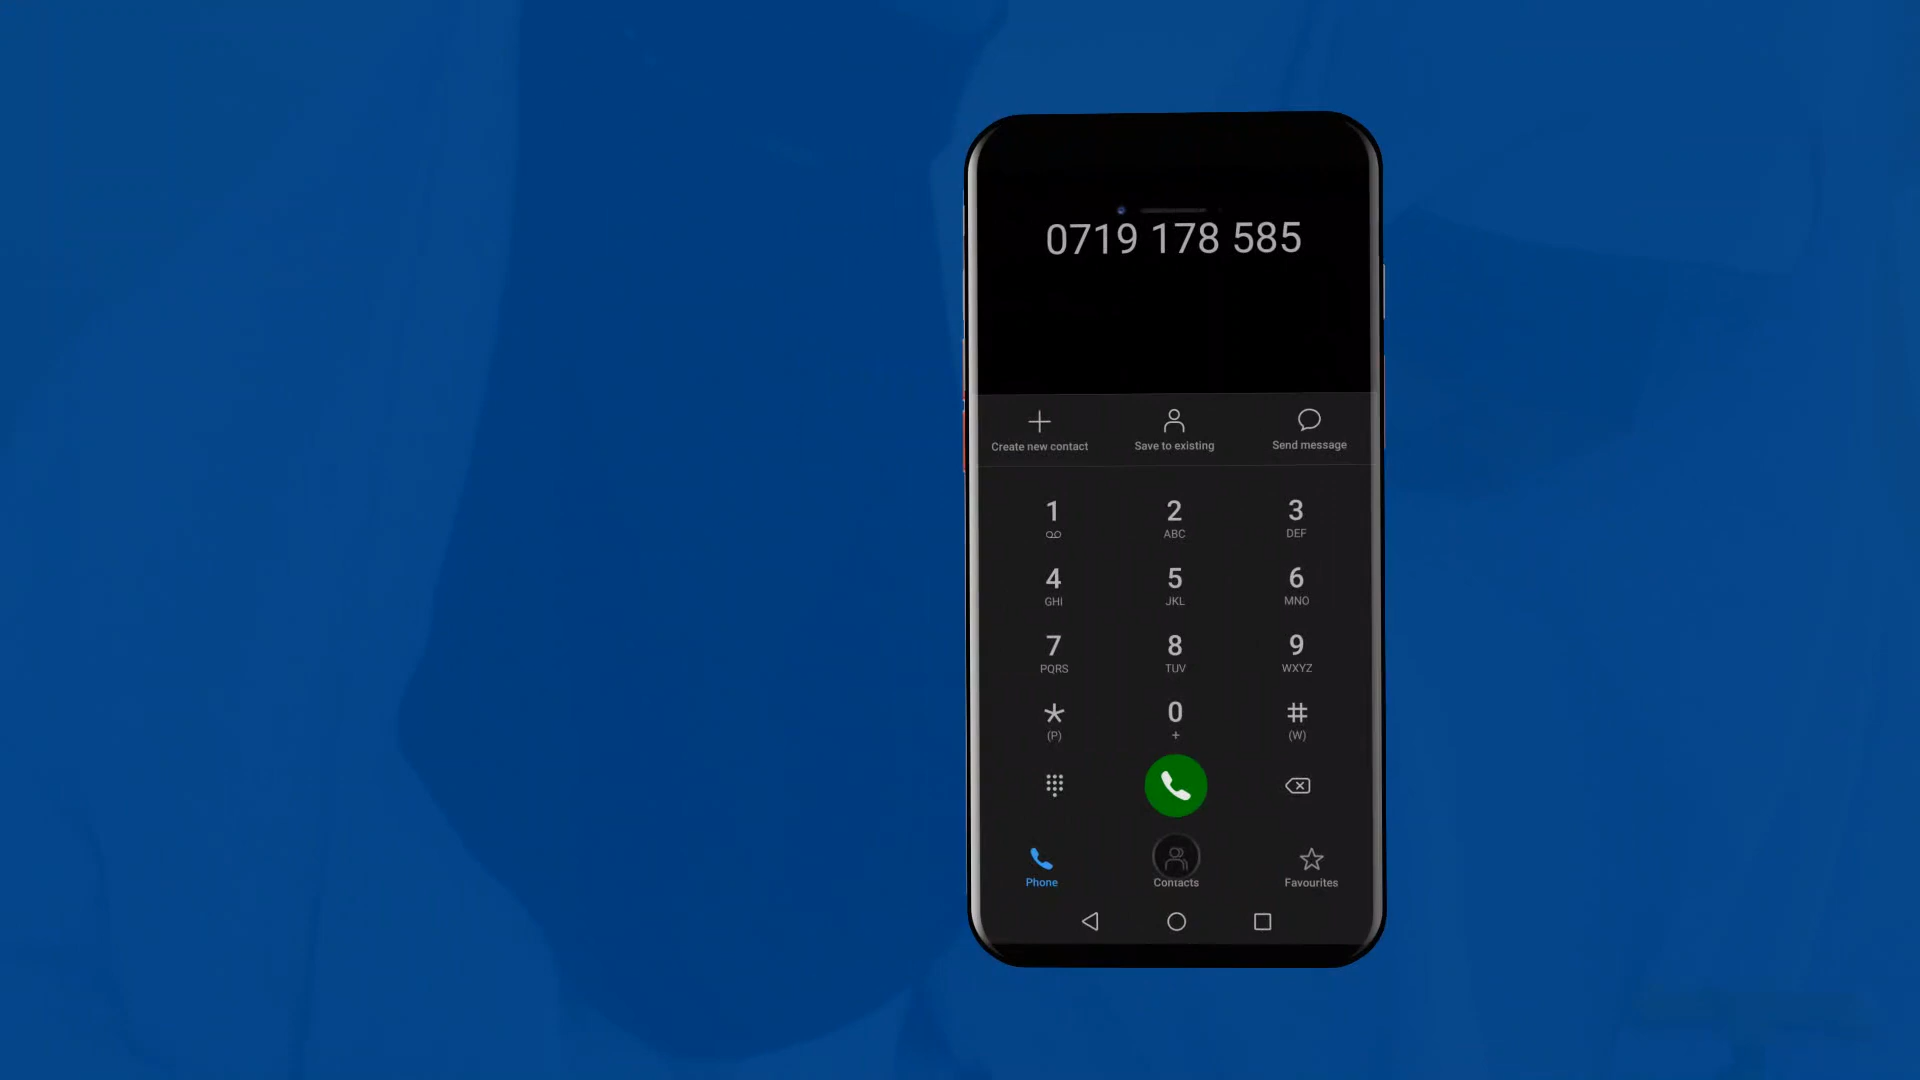 0719 178 585
Create new contact
Save to existing
Send message
1
2
ABC
3
DEF
4
GHI
5
JKL
6
MNO
7
PQRS
8
TUV
9
WXYZ
*
(P)
0
+
#
(W)
Phone
Contacts
Favourites